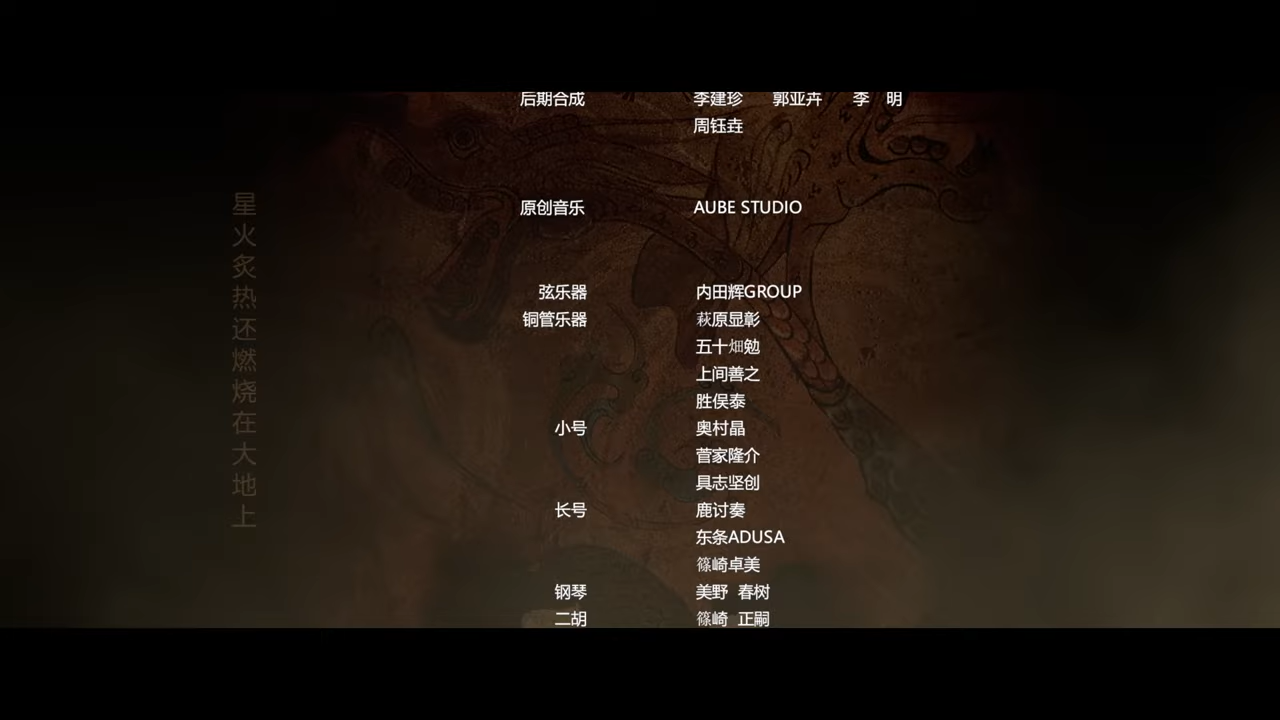 后期合成 李建珍 郭亚卉 李 明
周钰垚
原创音乐 AUBE STUDIO
弦乐器 内田辉GROUP
铜管乐器 萩原显彰
五十畑勉
上间善之
胜俣泰
小号 奥村晶
菅家隆介
具志坚创
长号 鹿讨奏
东条ADUSA
篠崎卓美
钢琴 美野 春树
二胡 篠崎 正嗣
星火炙热还燃烧在大地上